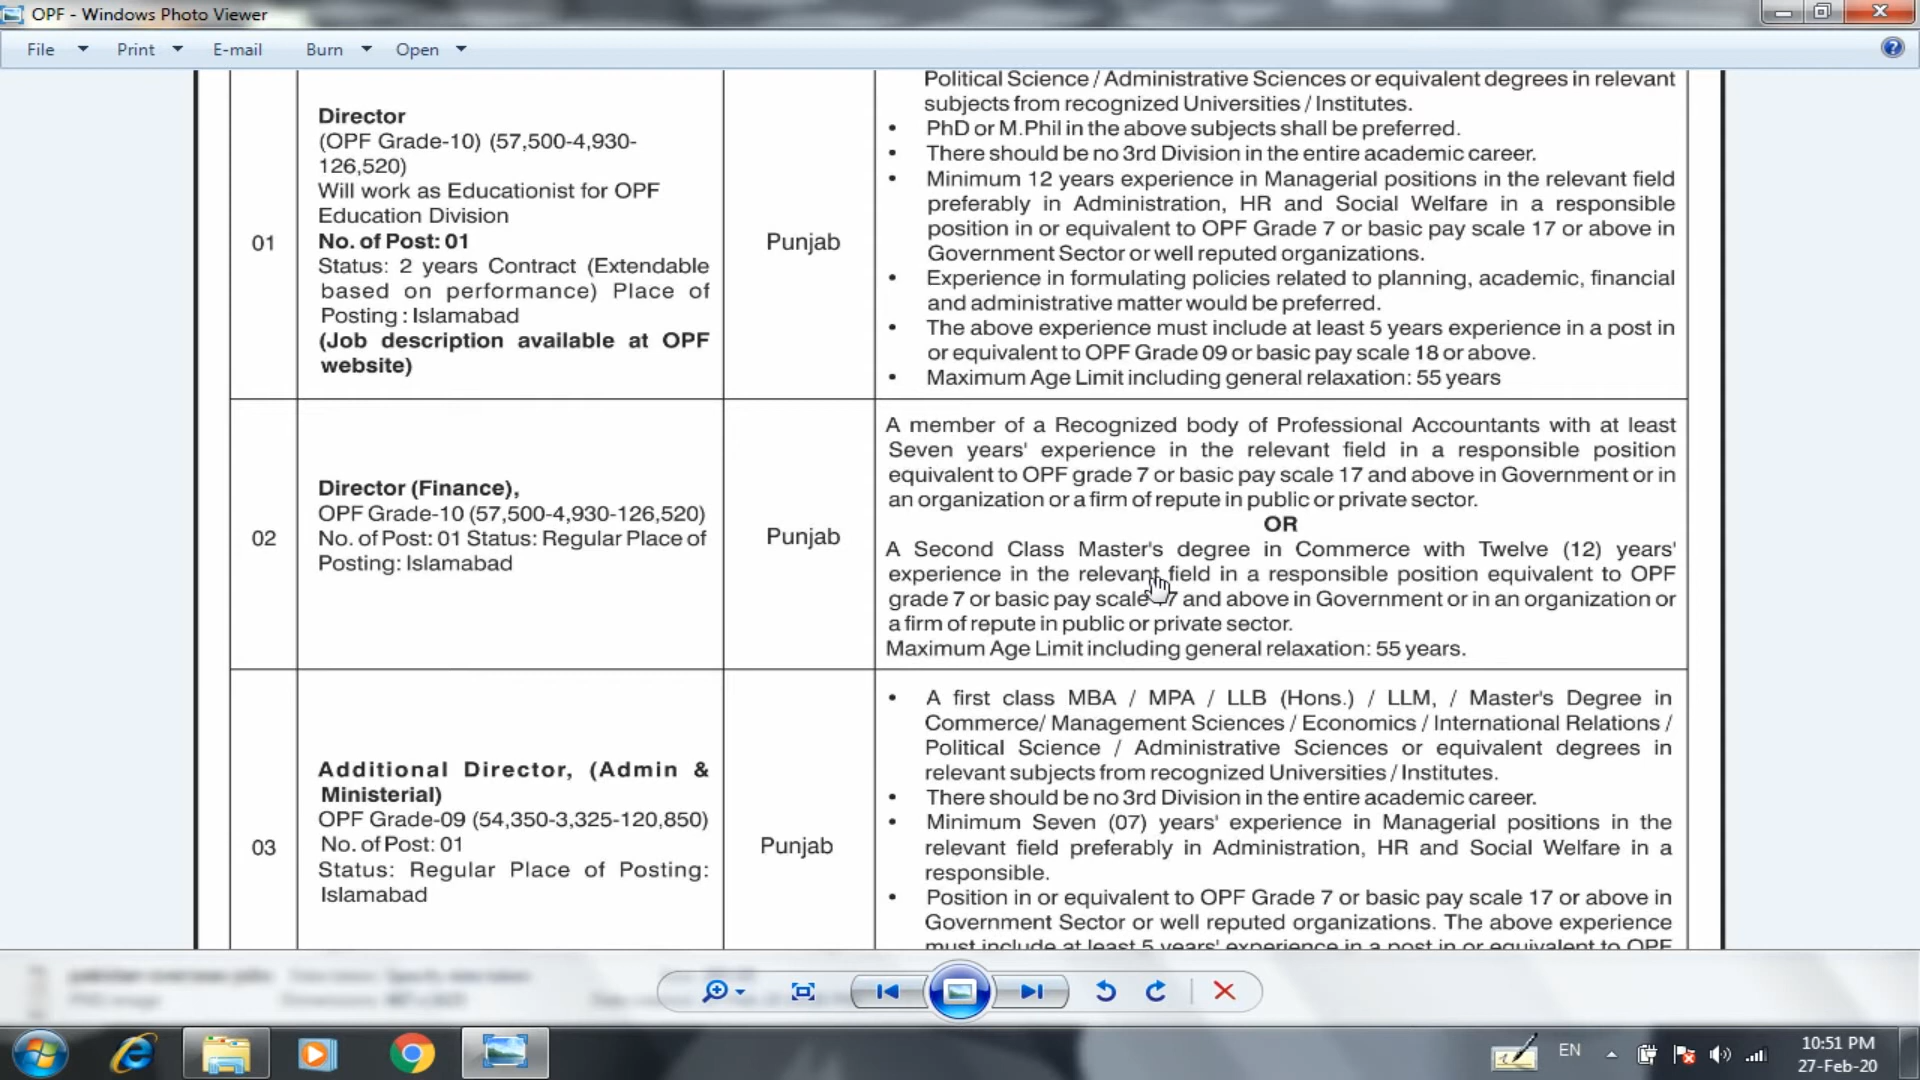 OPF - Windows Photo Viewer
File Print E-mail Burn Open
01
Director
(OPF Grade-10) (57,500-4,930-
126,520)
Will work as Educationist for OPF
Education Division
No. of Post: 01
Status: 2 years Contract (Extendable
based on performance) Place of
Posting : Islamabad
(Job description available at OPF
website)
Punjab
Political Science / Administrative Sciences or equivalent degrees in relevant
subjects from recognized Universities / Institutes.
• PhD or M.Phil in the above subjects shall be preferred.
• There should be no 3rd Division in the entire academic career.
• Minimum 12 years experience in Managerial positions in the relevant field
preferably in Administration, HR and Social Welfare in a responsible
position in or equivalent to OPF Grade 7 or basic pay scale 17 or above in
Government Sector or well reputed organizations.
• Experience in formulating policies related to planning, academic, financial
and administrative matter would be preferred.
• The above experience must include at least 5 years experience in a post in
or equivalent to OPF Grade 09 or basic pay scale 18 or above.
• Maximum Age Limit including general relaxation: 55 years
02
Director (Finance),
OPF Grade-10 (57,500-4,930-126,520)
No. of Post: 01 Status: Regular Place of
Posting: Islamabad
Punjab
A member of a Recognized body of Professional Accountants with at least
Seven years' experience in the relevant field in a responsible position
equivalent to OPF grade 7 or basic pay scale 17 and above in Government or in
an organization or a firm of repute in public or private sector.
OR
A Second Class Master's degree in Commerce with Twelve (12) years'
experience in the relevant field in a responsible position equivalent to OPF
grade 7 or basic pay scale 17 and above in Government or in an organization or
a firm of repute in public or private sector.
Maximum Age Limit including general relaxation: 55 years.
03
Additional Director, (Admin &
Ministerial)
OPF Grade-09 (54,350-3,325-120,850)
No. of Post: 01
Status: Regular Place of Posting:
Islamabad
Punjab
• A first class MBA / MPA / LLB (Hons.) / LLM, / Master's Degree in
Commerce/ Management Sciences / Economics / International Relations /
Political Science / Administrative Sciences or equivalent degrees in
relevant subjects from recognized Universities / Institutes.
• There should be no 3rd Division in the entire academic career.
• Minimum Seven (07) years' experience in Managerial positions in the
relevant field preferably in Administration, HR and Social Welfare in a
responsible.
• Position in or equivalent to OPF Grade 7 or basic pay scale 17 or above in
Government Sector or well reputed organizations. The above experience
must include at least 5 years' experience in a post in or equivalent to OPF
EN
10:51 PM
27-Feb-20